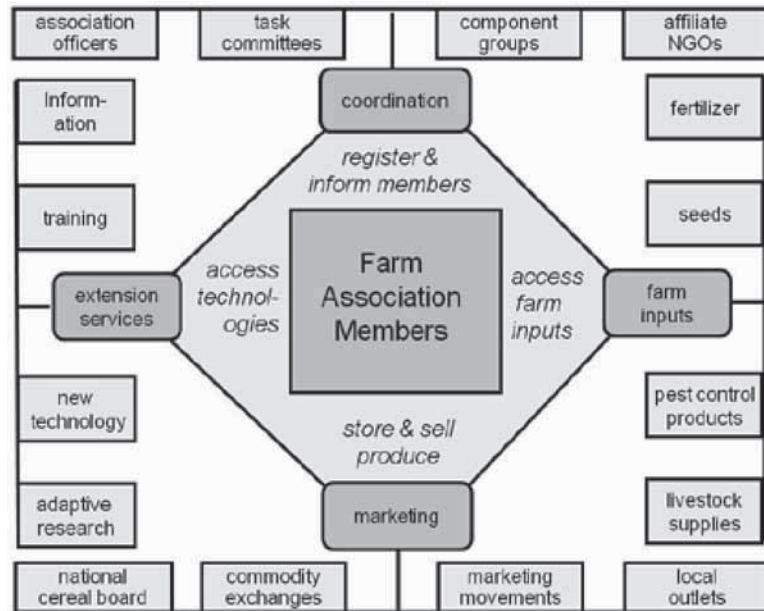 association
officers
task
committees
component
groups
affiliate
NGOs
Inform-
ation
coordination
fertilizer
register &
inform members
training
seeds
access
technol-
ogies
Farm
Association
Members
access
farm
inputs
extension
services
farm
inputs
new
technology
pest control
products
store & sell
produce
adaptive
research
marketing
livestock
supplies
national
cereal board
commodity
exchanges
marketing
movements
local
outlets